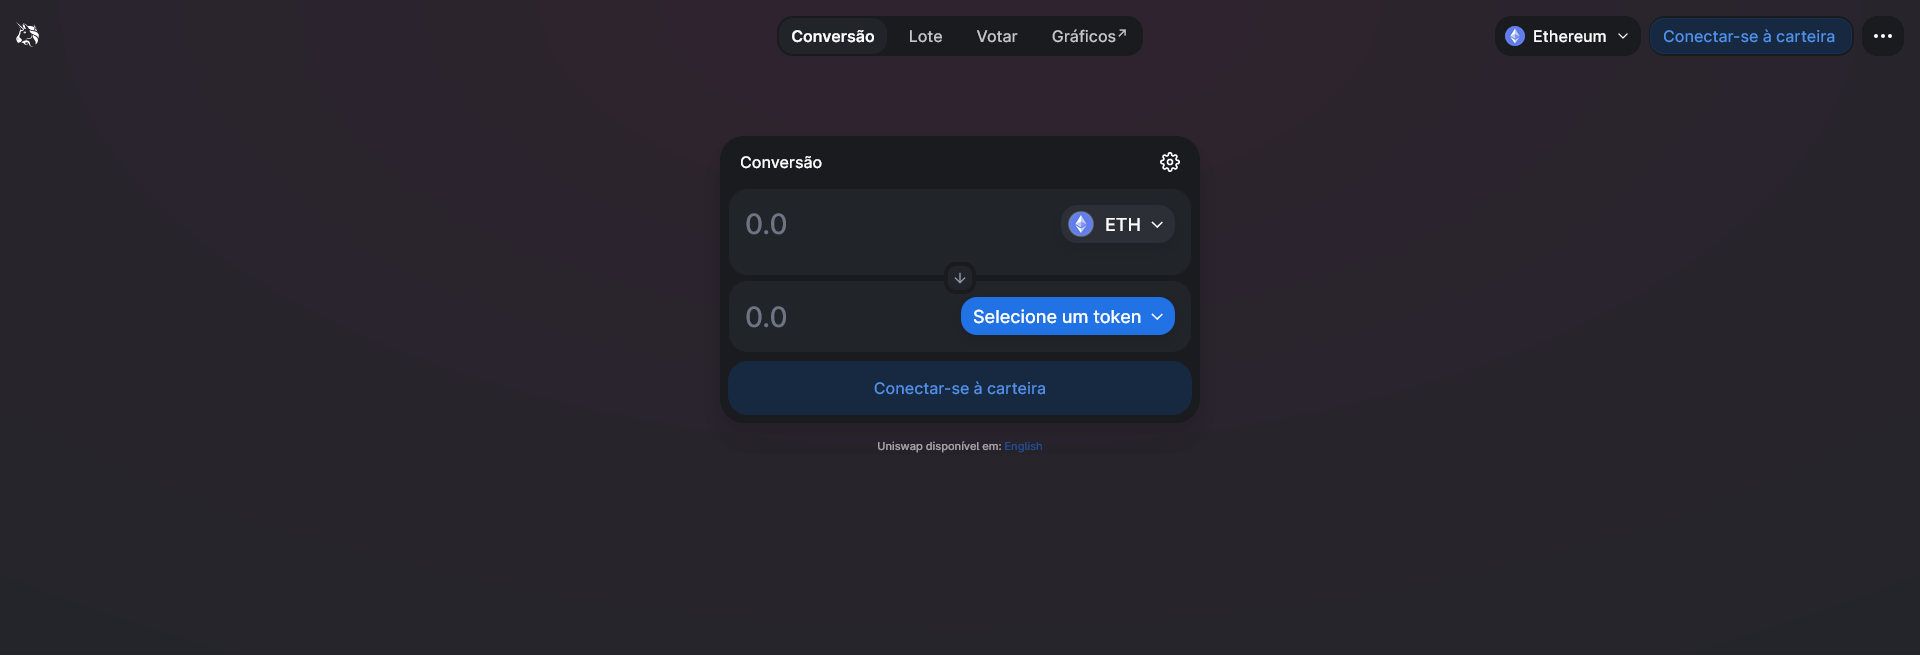 Conversão Lote Votar Gráficos↗ Ethereum Conectar-se à carteira
Conversão
0.0 ETH
0.0 Selecione um token
Conectar-se à carteira
Uniswap disponível em: English